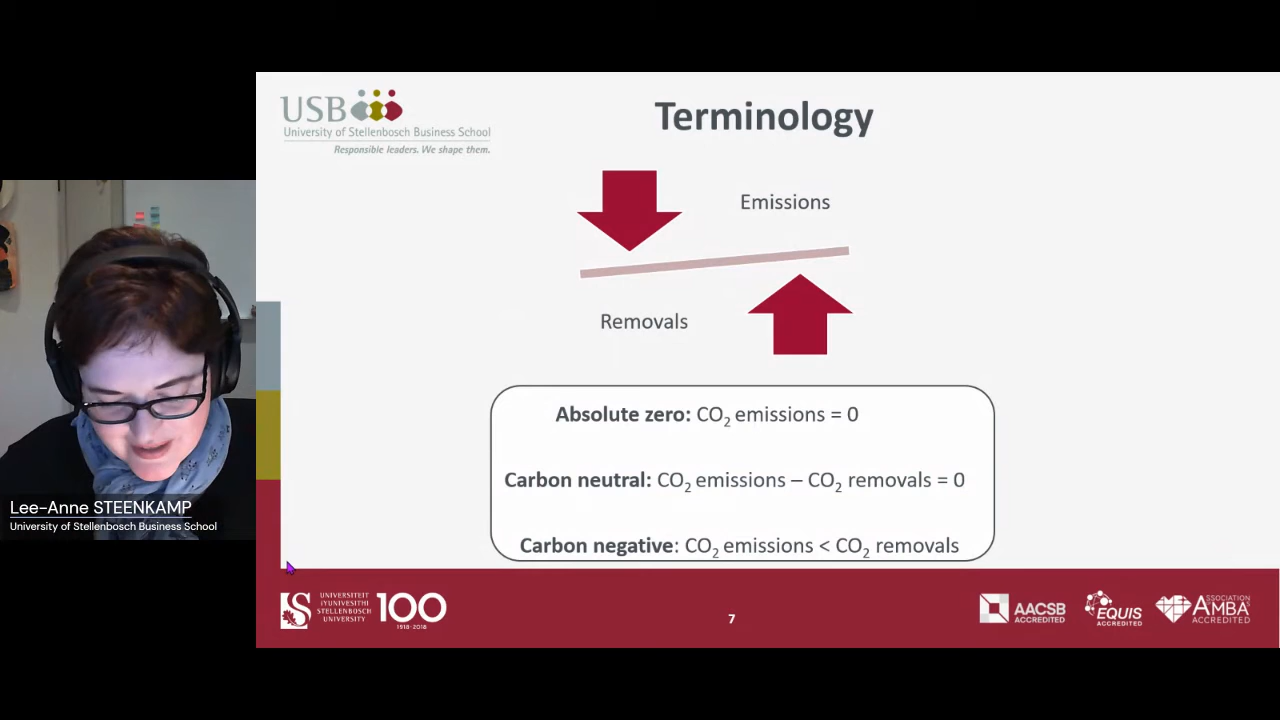 USB
University of Stellenbosch Business School
Responsible leaders. We shape them.
Terminology
Emissions
Removals
Absolute zero: CO2 emissions = 0
Carbon neutral: CO2 emissions – CO2 removals = 0
Carbon negative: CO2 emissions < CO2 removals
Lee-Anne STEENKAMP
University of Stellenbosch Business School
UNIVERSITEIT
IYUNIVESITHI
STELLENBOSCH
UNIVERSITY
100
1918·2018
7
AACSB
ACCREDITED
EQUIS
ACCREDITED
ASSOCIATION
AMBA
ACCREDITED